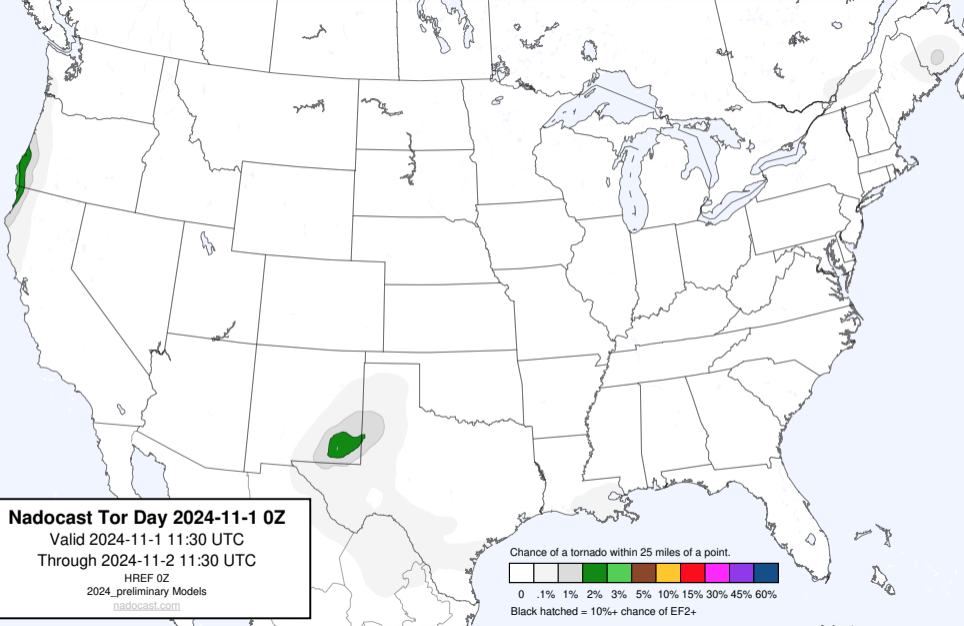 Nadocast Tor Day 2024-11-1 0Z
Valid 2024-11-1 11:30 UTC
Through 2024-11-2 11:30 UTC
HREF 0Z
2024_preliminary Models
nadocast.com
Chance of a tornado within 25 miles of a point.
0 .1% 1% 2% 3% 5% 10% 15% 30% 45% 60%
Black hatched = 10%+ chance of EF2+